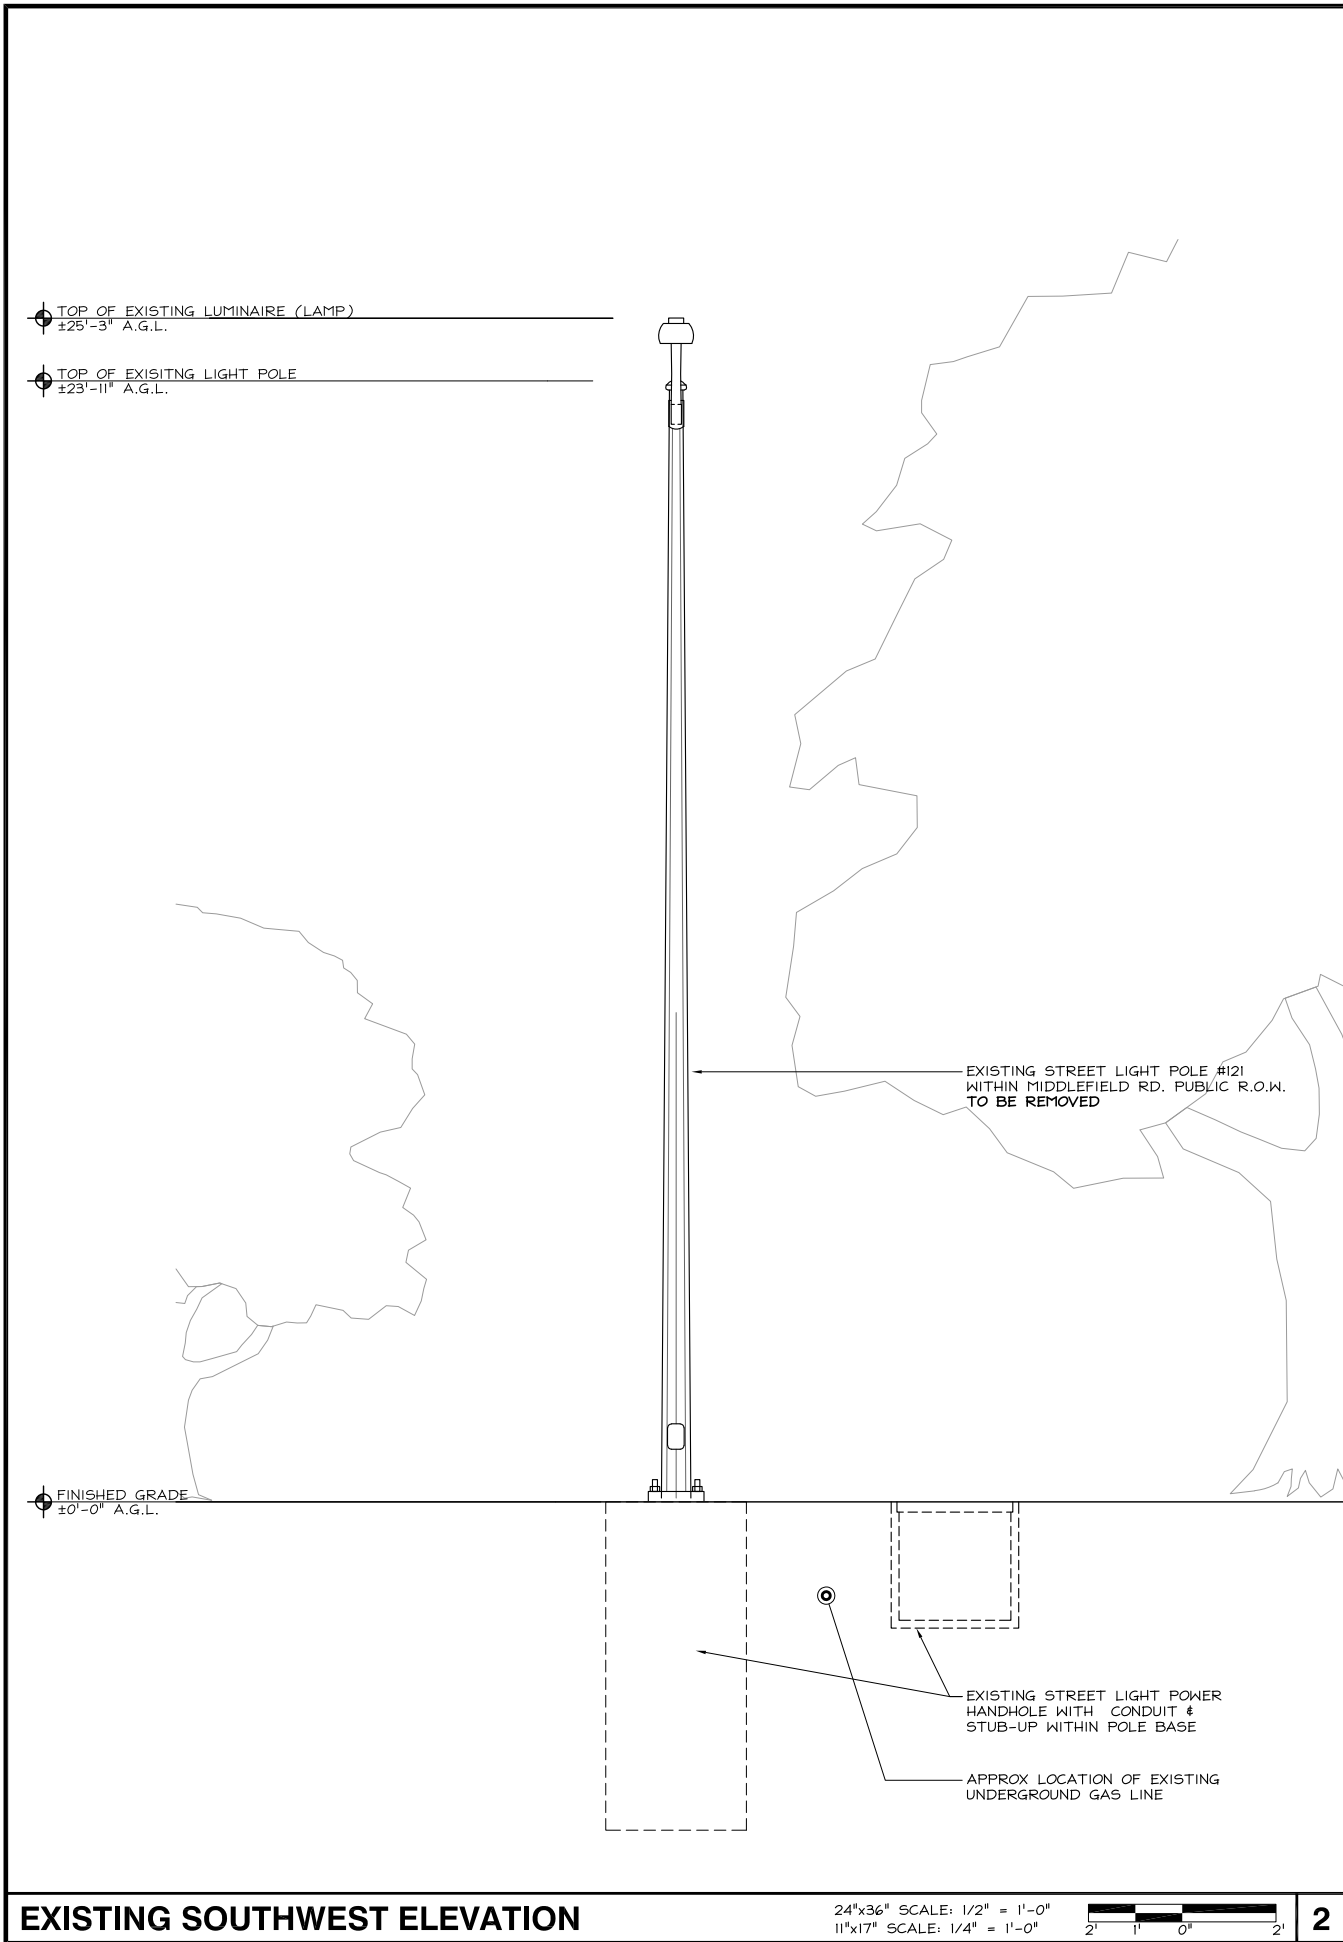 TOP OF EXISTING LUMINAIRE (LAMP)
±25'-3" A.G.L.
TOP OF EXISITNG LIGHT POLE
±23'-11" A.G.L.
EXISTING STREET LIGHT POLE #121
WITHIN MIDDLEFIELD RD. PUBLIC R.O.W.
TO BE REMOVED
FINISHED GRADE
±0'-0" A.G.L.
EXISTING STREET LIGHT POWER
HANDHOLE WITH CONDUIT &
STUB-UP WITHIN POLE BASE
APPROX LOCATION OF EXISTING
UNDERGROUND GAS LINE
EXISTING SOUTHWEST ELEVATION
24"x36" SCALE: 1/2" = 1'-0"
11"x17" SCALE: 1/4" = 1'-0"
2' 1' 0" 2'
2